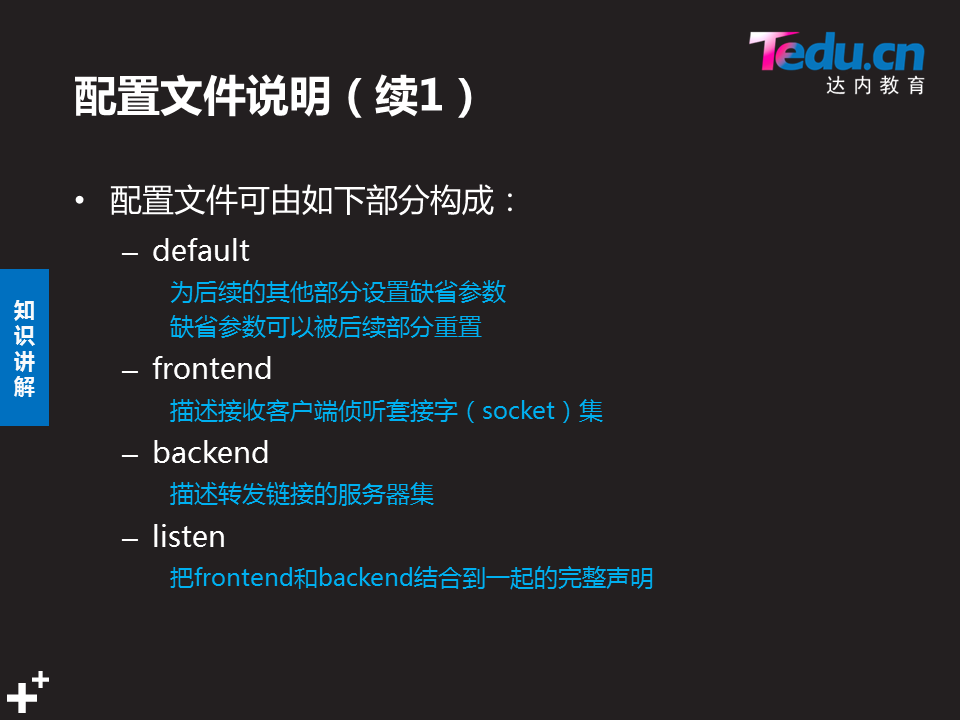 Tedu.cn
达内教育
配置文件说明（续1）
• 配置文件可由如下部分构成：
– default
为后续的其他部分设置缺省参数
缺省参数可以被后续部分重置
– frontend
描述接收客户端侦听套接字（socket）集
– backend
描述转发链接的服务器集
– listen
把frontend和backend结合到一起的完整声明
知识讲解